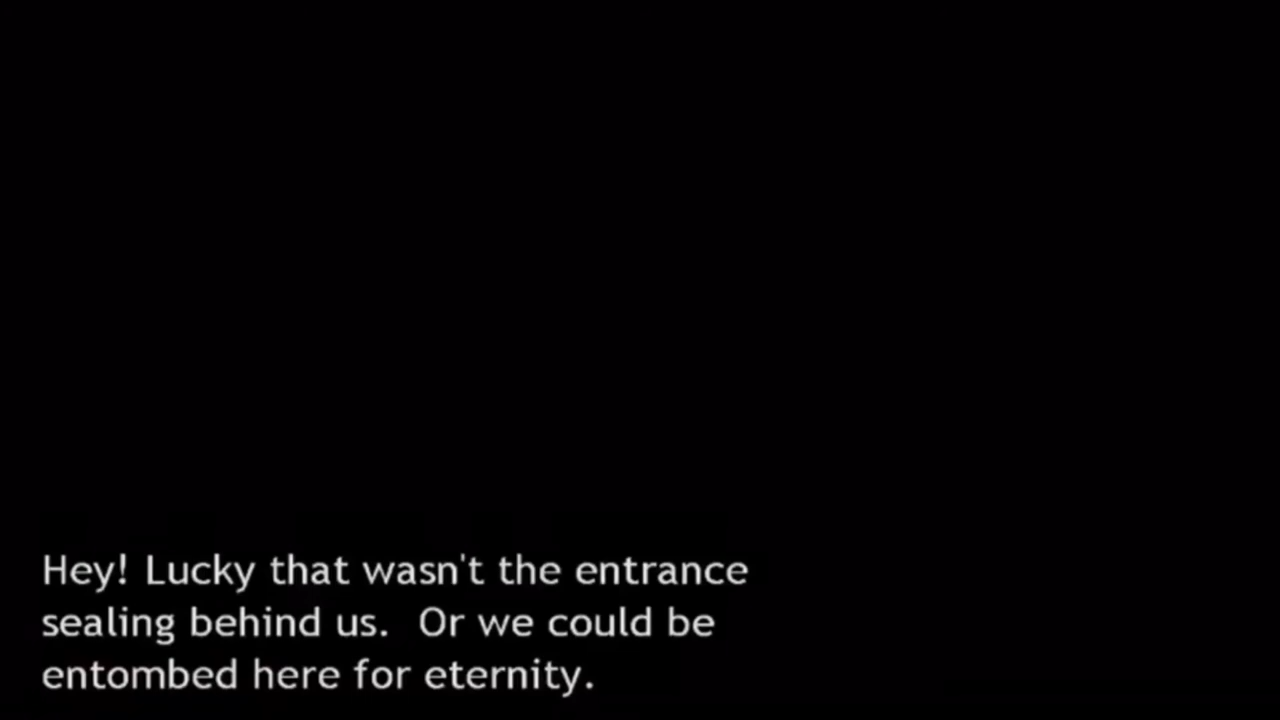 Hey! Lucky that wasn't the entrance
sealing behind us.  Or we could be
entombed here for eternity.